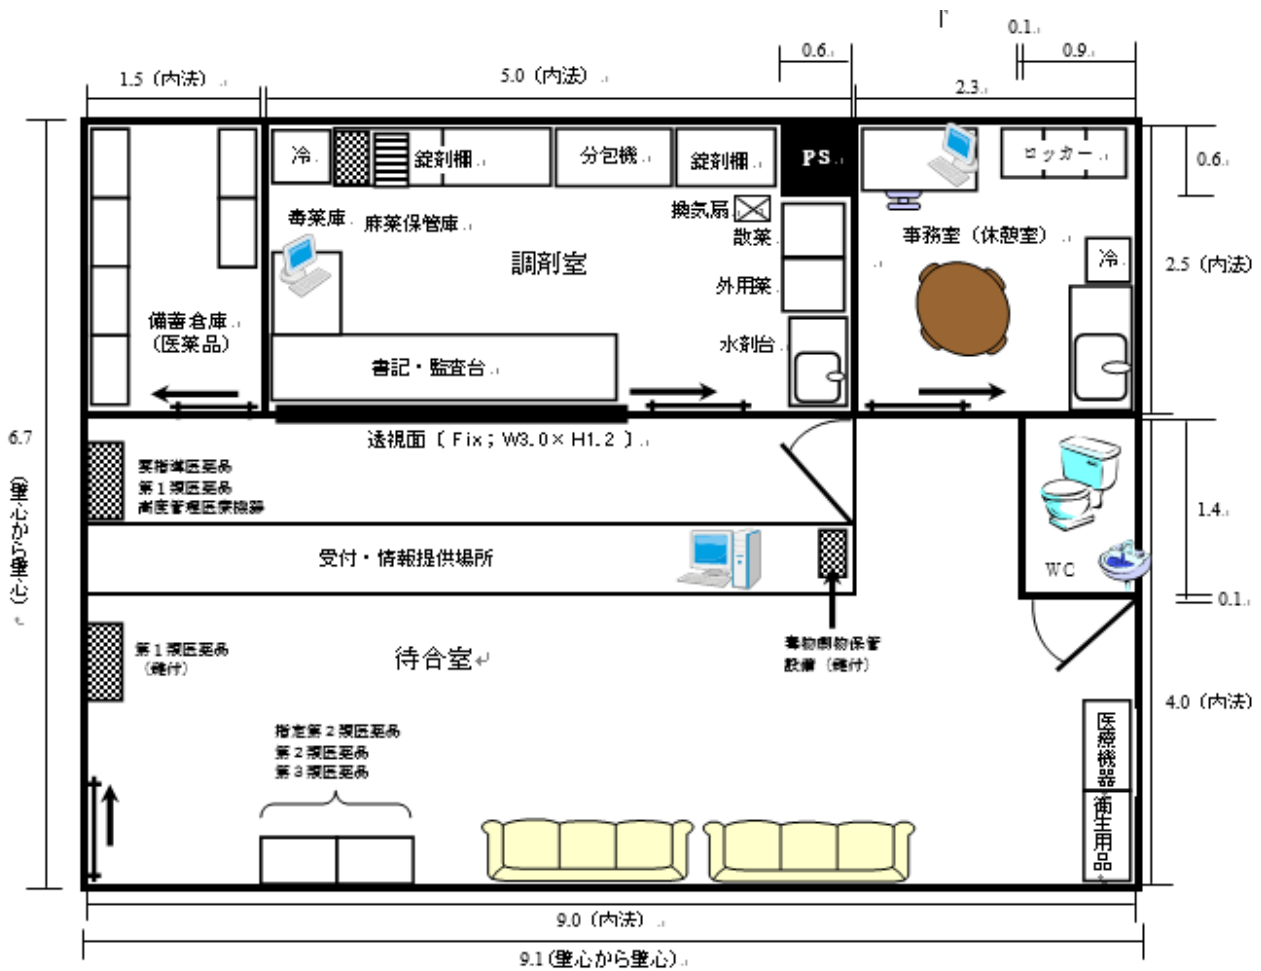 0.1
0.6
0.9
1.5（内法）
5.0（内法）
2.3
冷
錠剤棚
分包機
錠剤棚
PS
ロッカー
0.6
毒薬庫
麻薬保管庫
換気扇
散薬
事務室（休憩室）
調剤室
外用薬
冷
2.5（内法）
備蓄倉庫
（医薬品）
水剤台
書記・監査台
6.7（壁心から壁心）
透視面〔Fix；W3.0×H1.2〕
要指導医薬品
第1類医薬品
高度管理医療機器
1.4
受付・情報提供場所
WC
0.1
第1類医薬品
（鍵付）
待合室
毒物劇物保管
設備（鍵付）
4.0（内法）
指定第2類医薬品
第2類医薬品
第3類医薬品
医療機器
衛生用品
9.0（内法）
9.1(壁心から壁心)